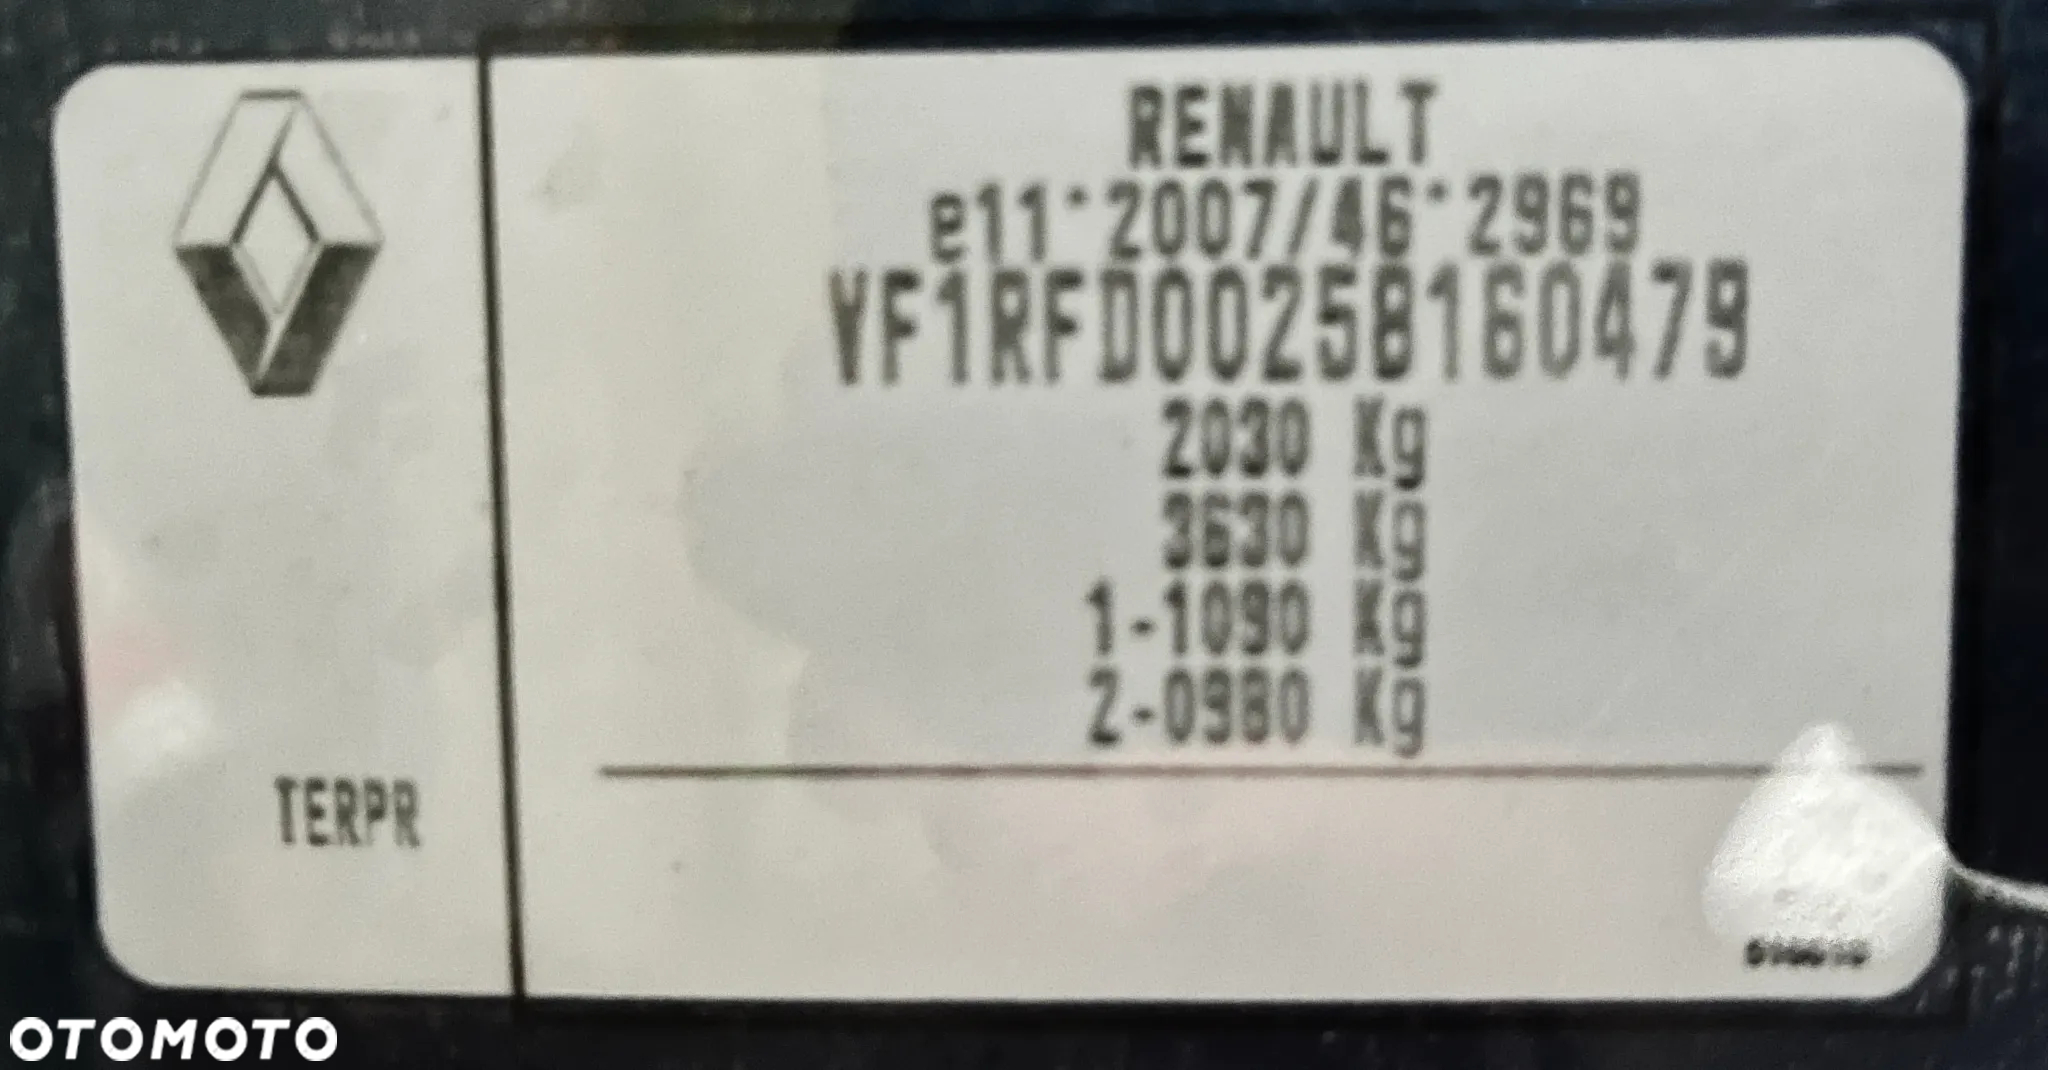 RENAULT
e11*2007/46*2969
VF1RFD00258160479
2030 Kg
3630 Kg
1-1090 Kg
2-0980 Kg
TERPR
OTOMOTO